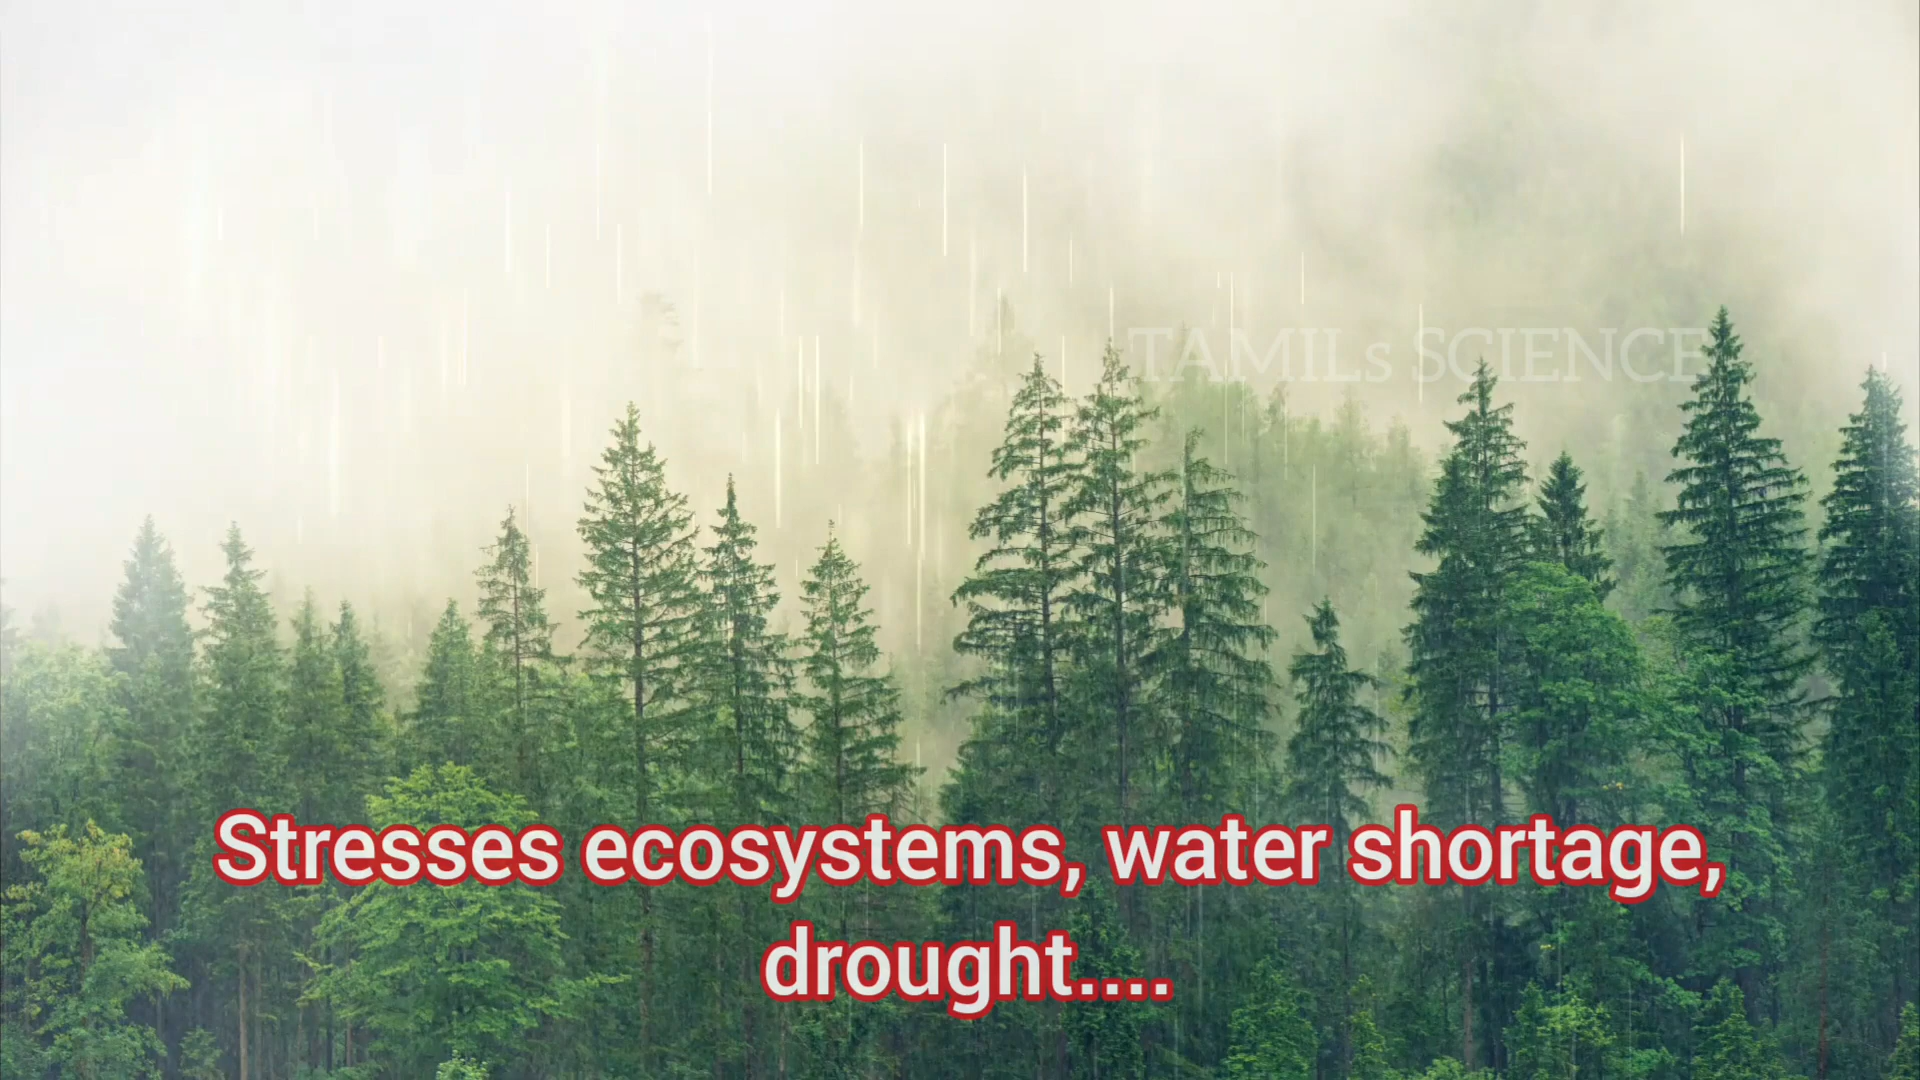 TAMILs SCIENCE
Stresses ecosystems, water shortage,
drought....